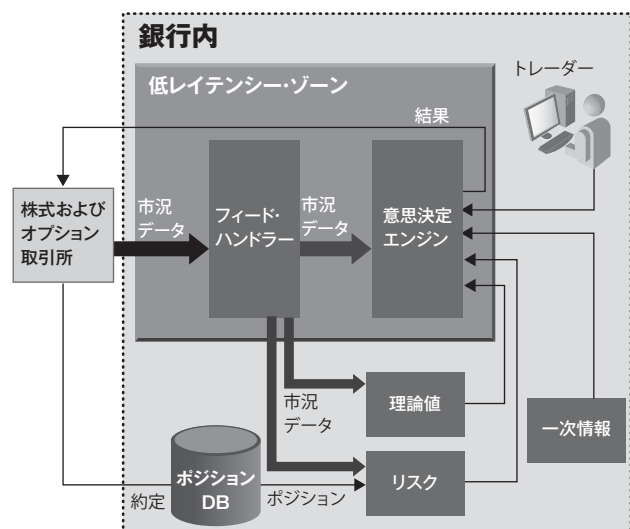 銀行内
低レイテンシー・ゾーン
トレーダー
結果
株式および
オプション
取引所
市況
データ
フィード・
ハンドラー
市況
データ
意思決定
エンジン
市況
データ
理論値
一次情報
ポジション
DB
約定
ポジション
リスク